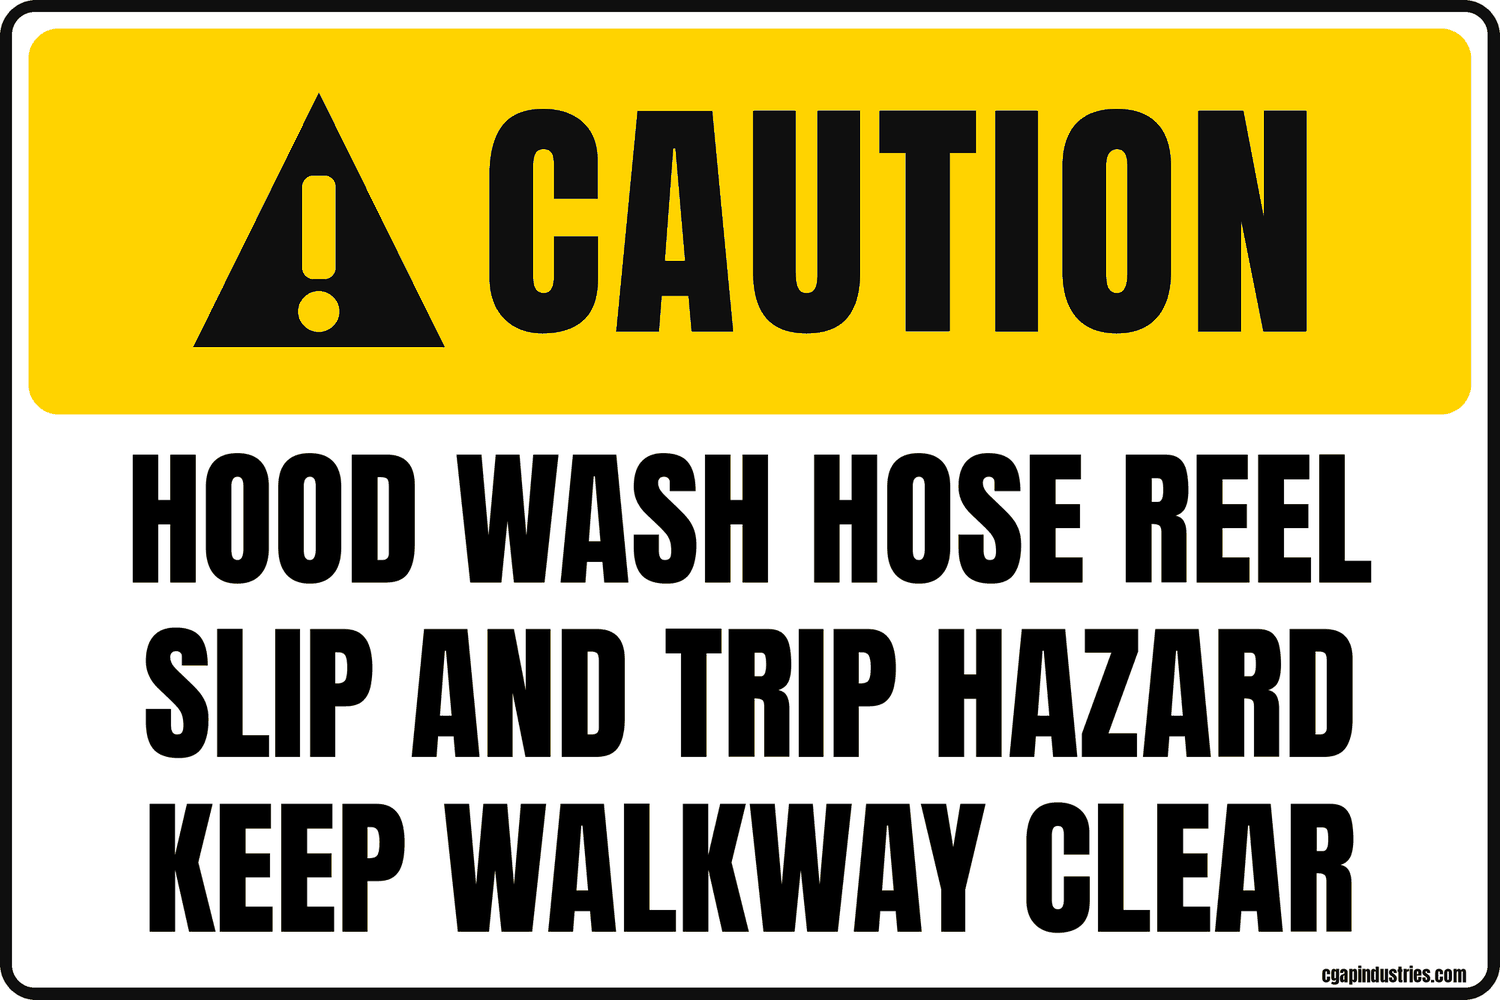 CAUTION
HOOD WASH HOSE REEL
SLIP AND TRIP HAZARD
KEEP WALKWAY CLEAR
cgapindustries.com